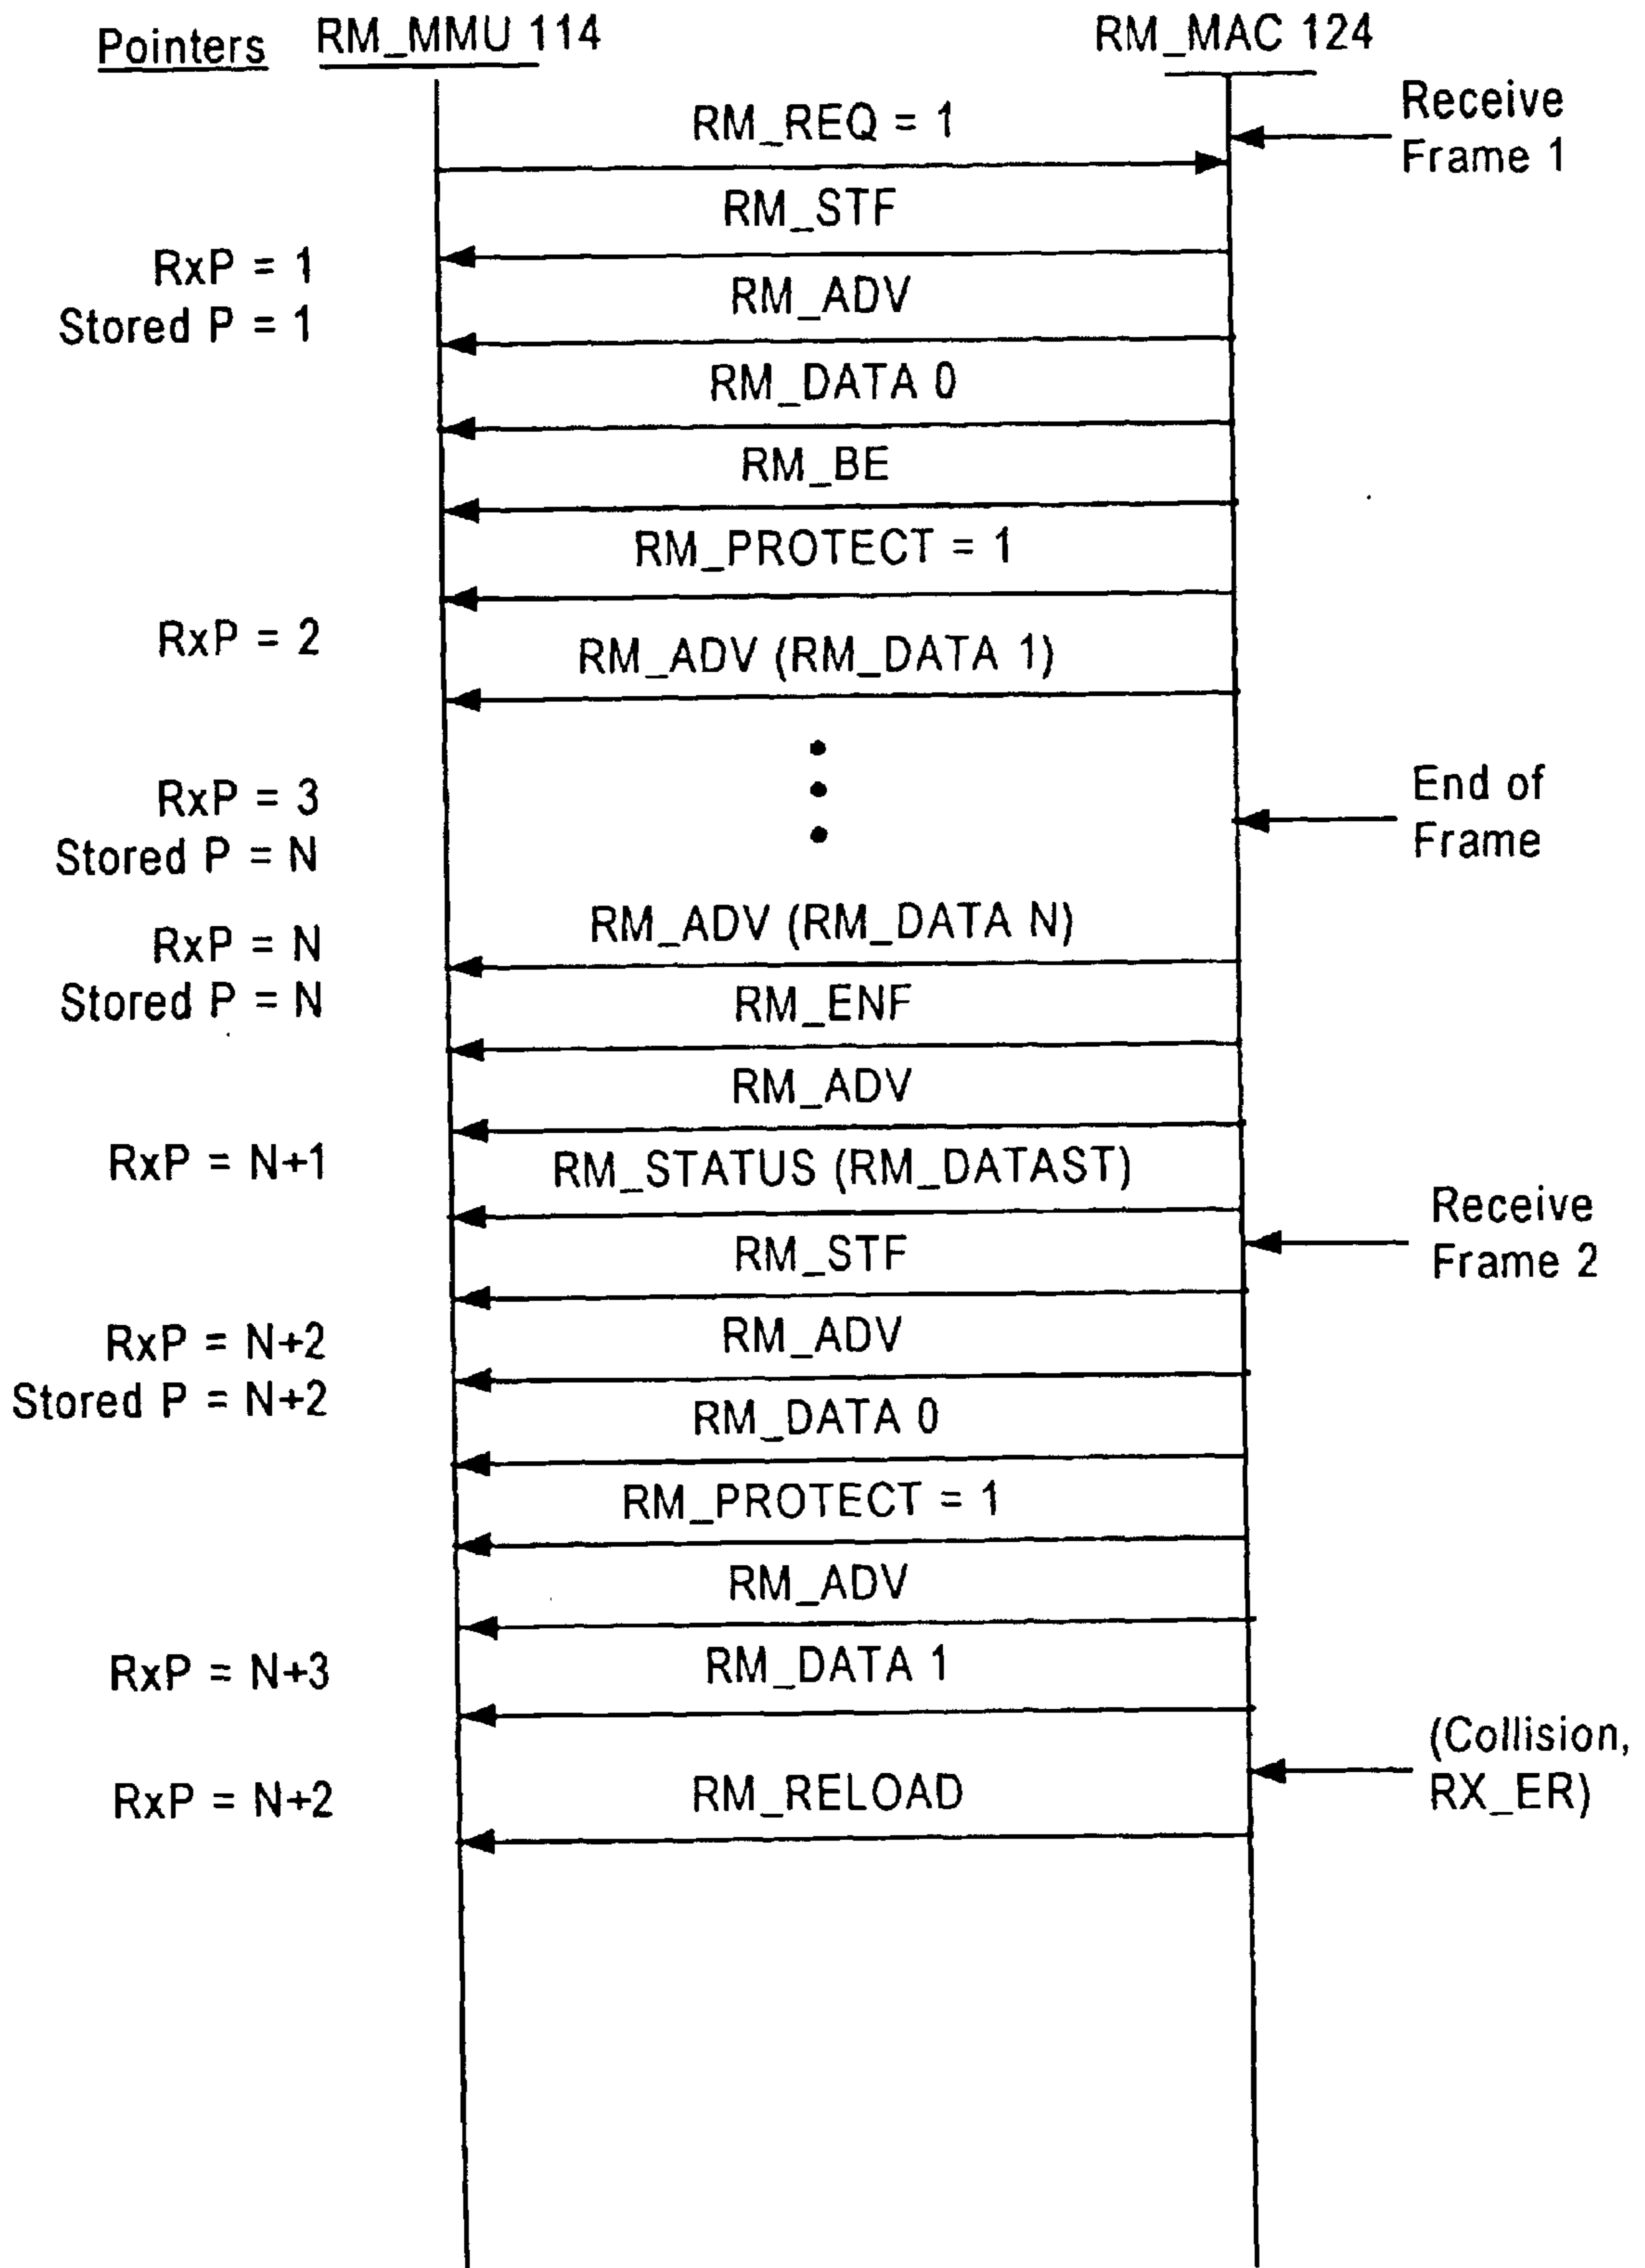 Pointers RM_MMU 114 RM_MAC 124
Receive
Frame 1
RM_REQ = 1
RM_STF
RxP = 1
Stored P = 1
RM_ADV
RM_DATA 0
RM_BE
RM_PROTECT = 1
RxP = 2
RM_ADV (RM_DATA 1)
RxP = 3
Stored P = N
End of
Frame
RM_ADV (RM_DATA N)
RxP = N
Stored P = N
RM_ENF
RM_ADV
RxP = N+1
RM_STATUS (RM_DATAST)
Receive
Frame 2
RM_STF
RxP = N+2
Stored P = N+2
RM_ADV
RM_DATA 0
RM_PROTECT = 1
RM_ADV
RxP = N+3
RM_DATA 1
(Collision,
RX_ER)
RxP = N+2
RM_RELOAD